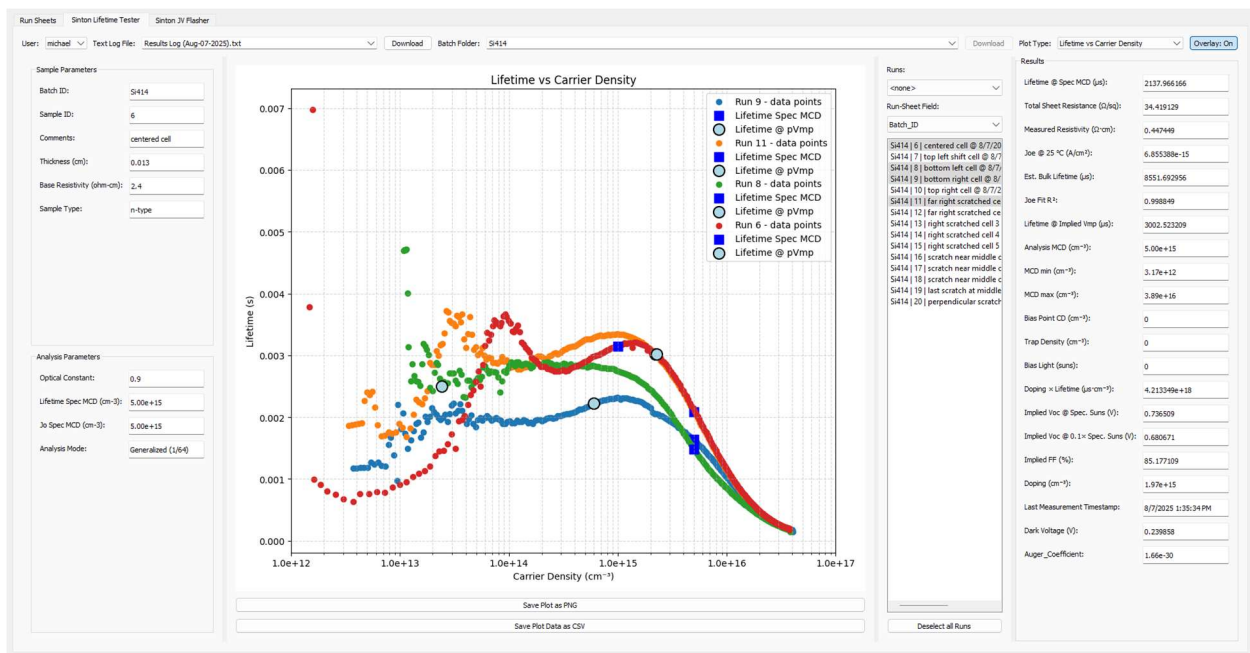 Run Sheets Sinton Lifetime Tester Sinton JV Flasher
User: michael Text Log File: Results Log (Aug-07-2025).txt Download Batch Folder: Si414 Download Plot Type: Lifetime vs Carrier Density Overlay: On
Sample Parameters
Batch ID: Si414
Sample ID: 6
Comments: centered cell
Thickness (cm): 0.013
Base Resistivity (ohm-cm): 2.4
Sample Type: n-type
Analysis Parameters
Optical Constant: 0.9
Lifetime Spec MCD (cm-3): 5.00e+15
Jo Spec MCD (cm-3): 5.00e+15
Analysis Mode: Generalized (1/64)
Lifetime vs Carrier Density
Lifetime (s)
0.007
0.006
0.005
0.004
0.003
0.002
0.001
0.000
1.0e+12 1.0e+13 1.0e+14 1.0e+15 1.0e+16 1.0e+17
Carrier Density (cm⁻³)
Run 9 - data points
Lifetime Spec MCD
Lifetime @ pVmp
Run 11 - data points
Lifetime Spec MCD
Lifetime @ pVmp
Run 8 - data points
Lifetime Spec MCD
Lifetime @ pVmp
Run 6 - data points
Lifetime Spec MCD
Lifetime @ pVmp
Save Plot as PNG
Save Plot Data as CSV
Runs:
<none>
Run-Sheet Field:
Batch_ID
Si414 | 6 | centered cell @ 8/7/20
Si414 | 7 | top left shift cell @ 8/7
Si414 | 8 | bottom left cell @ 8/7/
Si414 | 9 | bottom right cell @ 8/
Si414 | 10 | top right cell @ 8/7/2
Si414 | 11 | far right scratched ce
Si414 | 12 | far right scratched ce
Si414 | 13 | right scratched cell 3
Si414 | 14 | right scratched cell 4
Si414 | 15 | right scratched cell 5
Si414 | 16 | scratch near middle c
Si414 | 17 | scratch near middle c
Si414 | 18 | scratch near middle c
Si414 | 19 | last scratch at middle
Si414 | 20 | perpendicular scratch
Deselect all Runs
Results
Lifetime @ Spec MCD (µs): 2137.966166
Total Sheet Resistance (Ω/sq): 34.419129
Measured Resistivity (Ω·cm): 0.447449
Joe @ 25 °C (A/cm²): 6.855388e-15
Est. Bulk Lifetime (µs): 8551.692956
Joe Fit R²: 0.998849
Lifetime @ Implied Vmp (µs): 3002.523209
Analysis MCD (cm⁻³): 5.00e+15
MCD min (cm⁻³): 3.17e+12
MCD max (cm⁻³): 3.89e+16
Bias Point CD (cm⁻³): 0
Trap Density (cm⁻³): 0
Bias Light (suns): 0
Doping × Lifetime (µs·cm⁻³): 4.213349e+18
Implied Voc @ Spec. Suns (V): 0.736509
Implied Voc @ 0.1× Spec. Suns (V): 0.680671
Implied FF (%): 85.177109
Doping (cm⁻³): 1.97e+15
Last Measurement Timestamp: 8/7/2025 1:35:34 PM
Dark Voltage (V): 0.239858
Auger_Coefficient: 1.66e-30